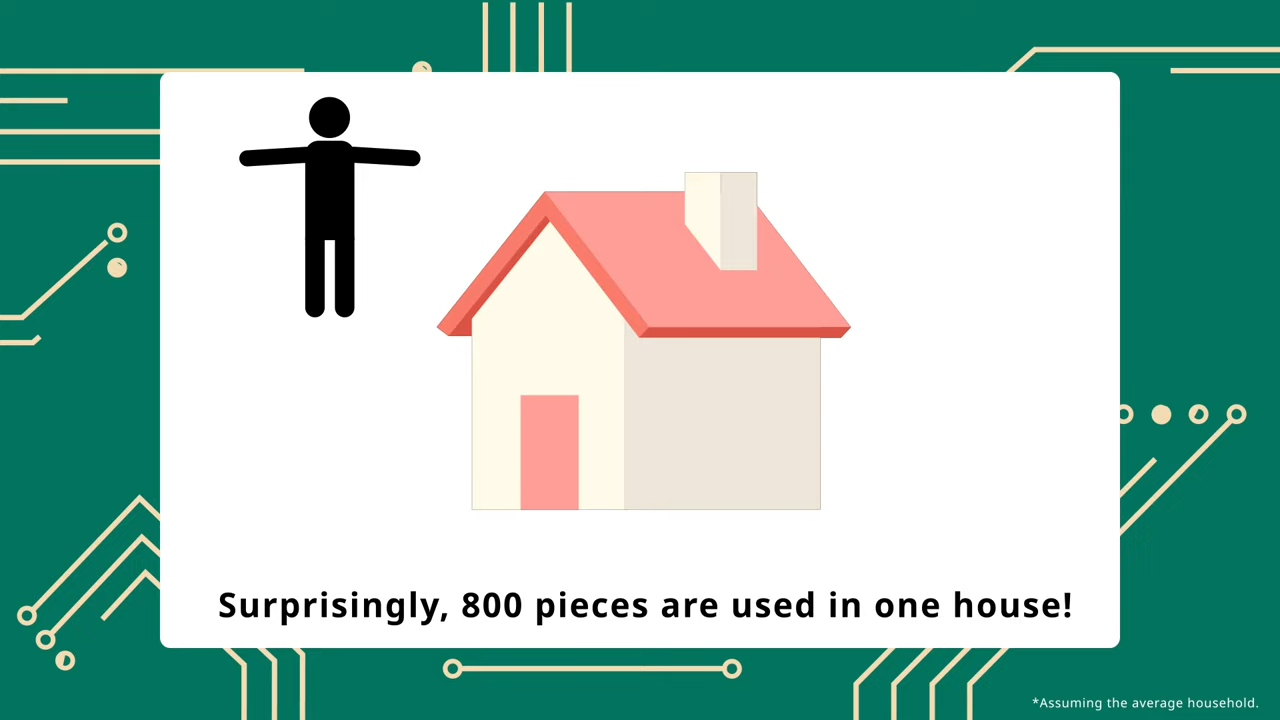 Surprisingly, 800 pieces are used in one house!
*Assuming the average household.